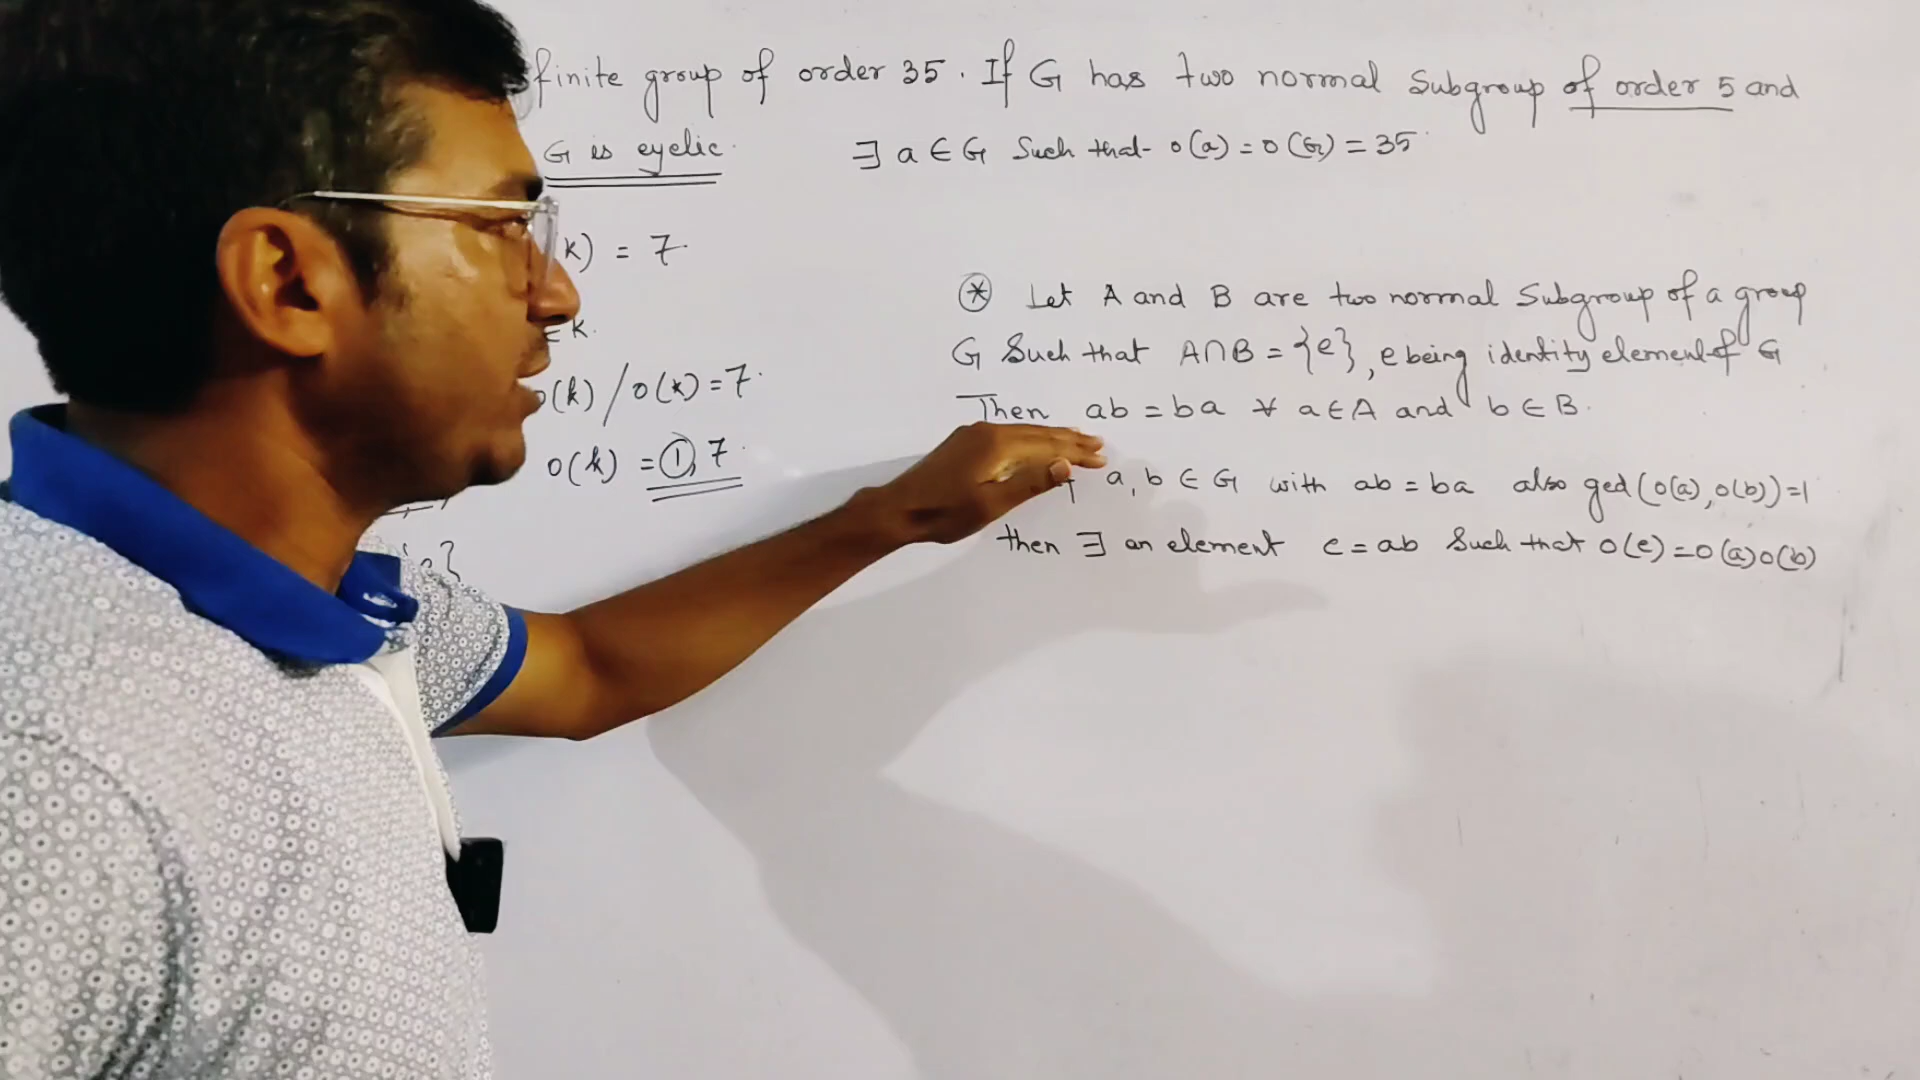 finite group of order 35. If G has two normal Subgroup of order 5 and
G is cyclic. ∃ a ∈ G Such that o(a) = o(G) = 35
k) = 7.
∈ K.
o(k) / o(K) = 7.
o(k) = 1, 7.
e}
⊛ Let A and B are two normal Subgroup of a group
G Such that A∩B = {e}, e being identity element of G
Then ab = ba ∀ a ∈ A and b ∈ B.
a, b ∈ G with ab = ba also gcd(o(a), o(b)) = 1
then ∃ an element c = ab Such that o(c) = o(a)o(b)